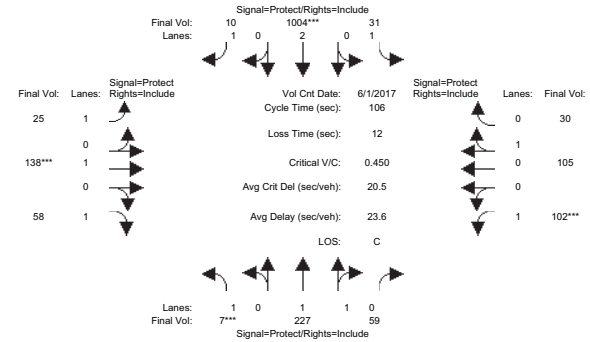 Signal=Protect/Rights=Include
Final Vol: 10 1004*** 31
Lanes: 1 0 2 0 1
Signal=Protect
Final Vol: Lanes: Rights=Include
Vol Cnt Date: 6/1/2017
Signal=Protect
Rights=Include Lanes: Final Vol:
Cycle Time (sec): 106
25 1
0 30
Loss Time (sec): 12
0
1
138*** 1
Critical V/C: 0.450
0 105
0
Avg Crit Del (sec/veh): 20.5
0
58 1
Avg Delay (sec/veh): 23.6
1 102***
LOS: C
Lanes: 1 0 1 1 0
Final Vol: 7*** 227 59
Signal=Protect/Rights=Include